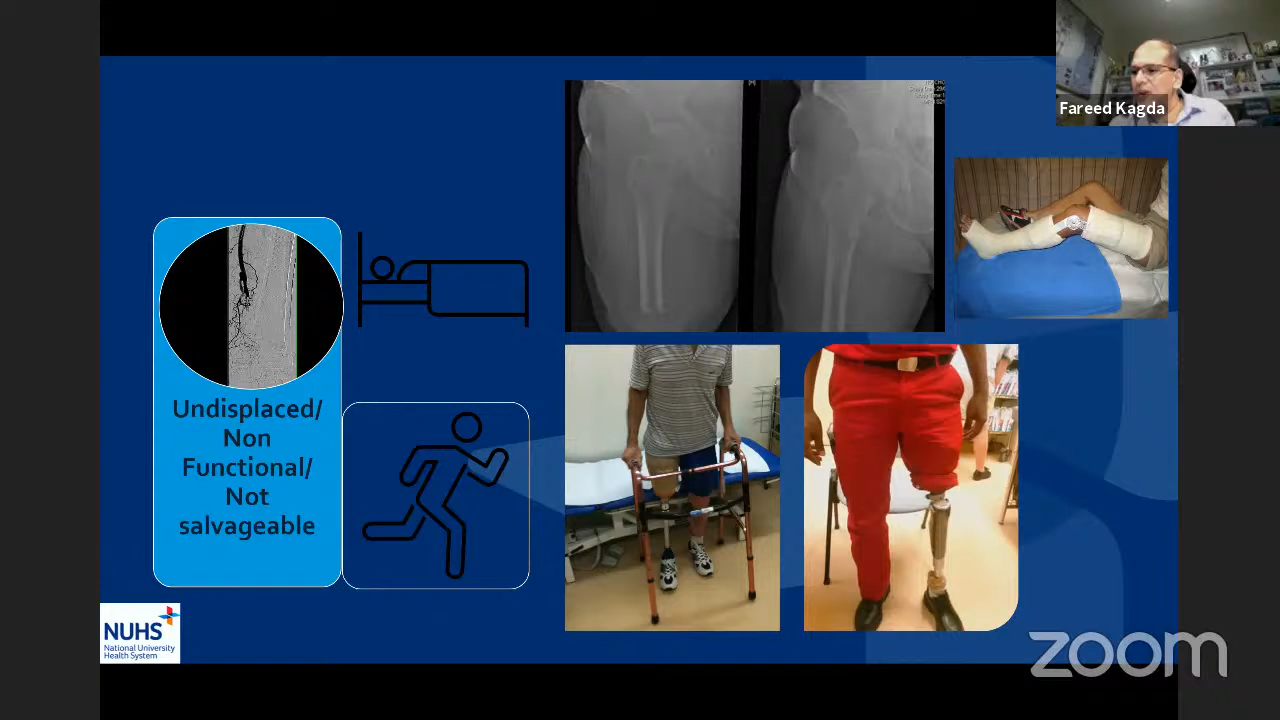 Fareed Kagda
Undisplaced/
Non
Functional/
Not
salvageable
NUHS
National University
Health System
zoom